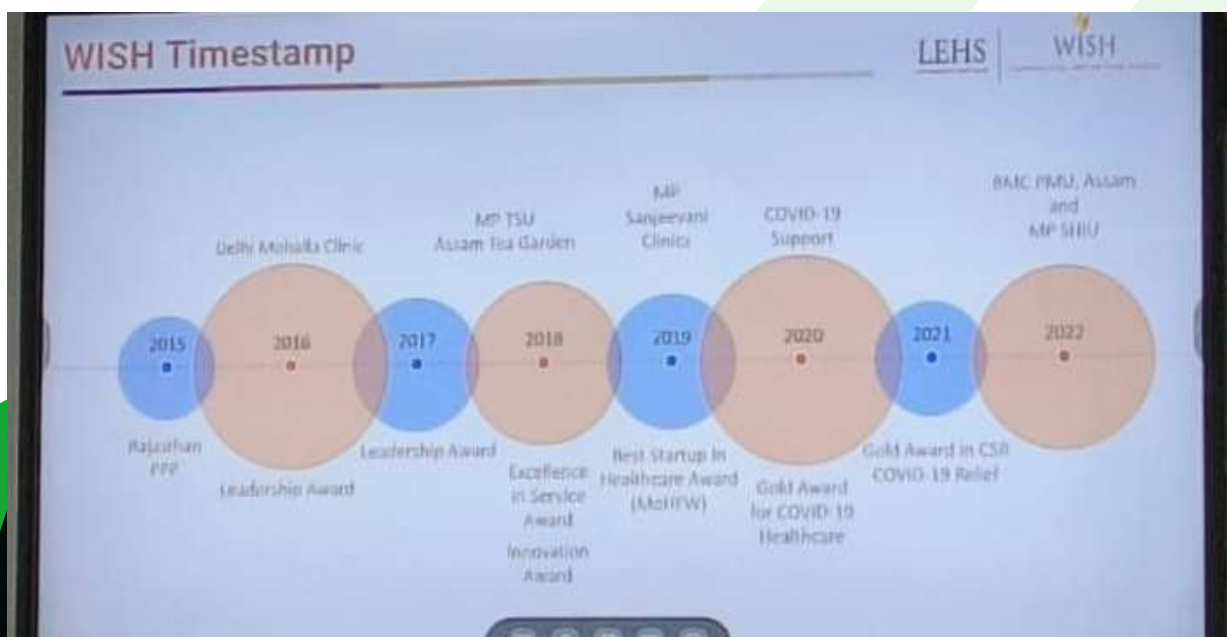 WISH Timestamp
LEHS
WISH
Delhi Mohalla Clinic
MP TSU
Assam Tea Garden
MP
Sanjeevani
Clinics
COVID-19
Support
BMC PMU, Assam
and
MP SHIU
2015
2016
2017
2018
2019
2020
2021
2022
Rajasthan
PPP
Leadership Award
Leadership Award
Excellence
in Service
Award
Innovation
Award
Best Startup In
Healthcare Award
(MoHFW)
Gold Award
for COVID-19
Healthcare
Gold Award in CSR
COVID-19 Relief